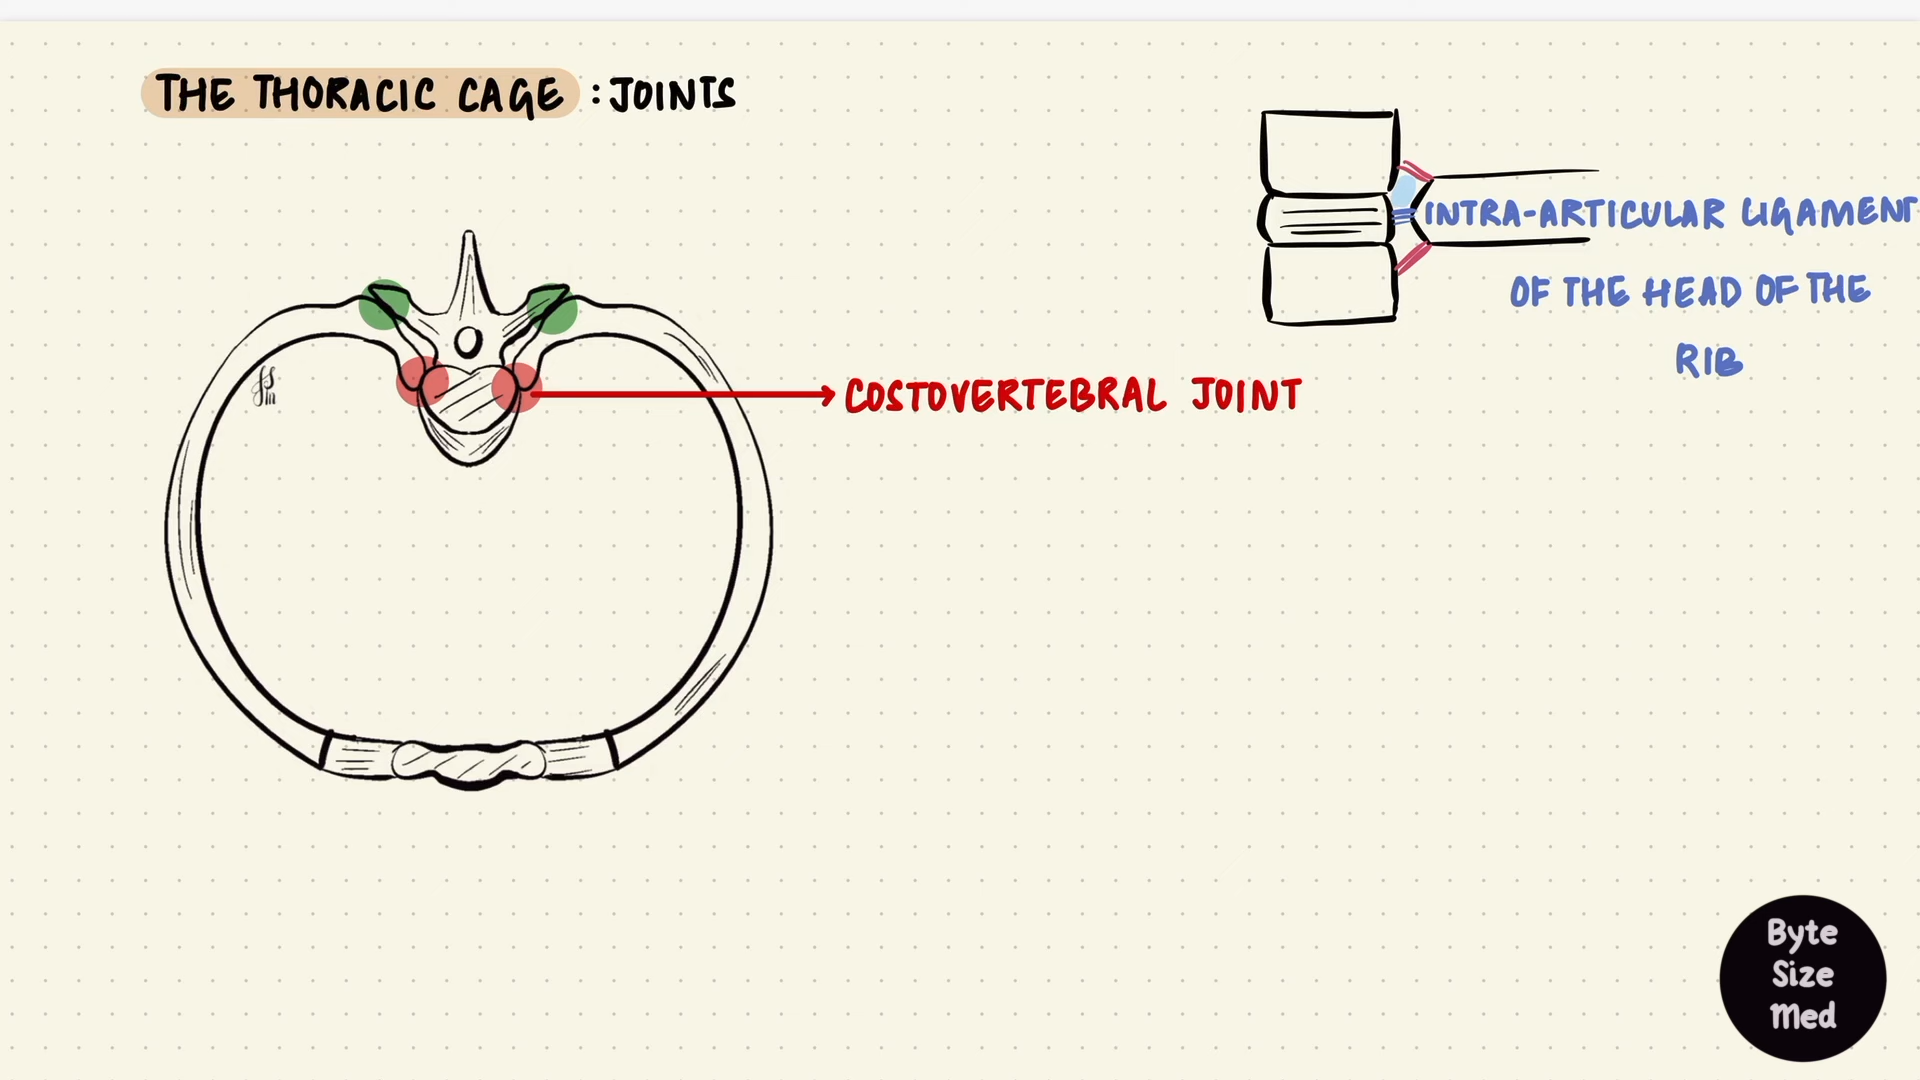 THE THORACIC CAGE : JOINTS
INTRA-ARTICULAR LIGAMENT
OF THE HEAD OF THE
RIB
COSTOVERTEBRAL JOINT
Byte
Size
Med